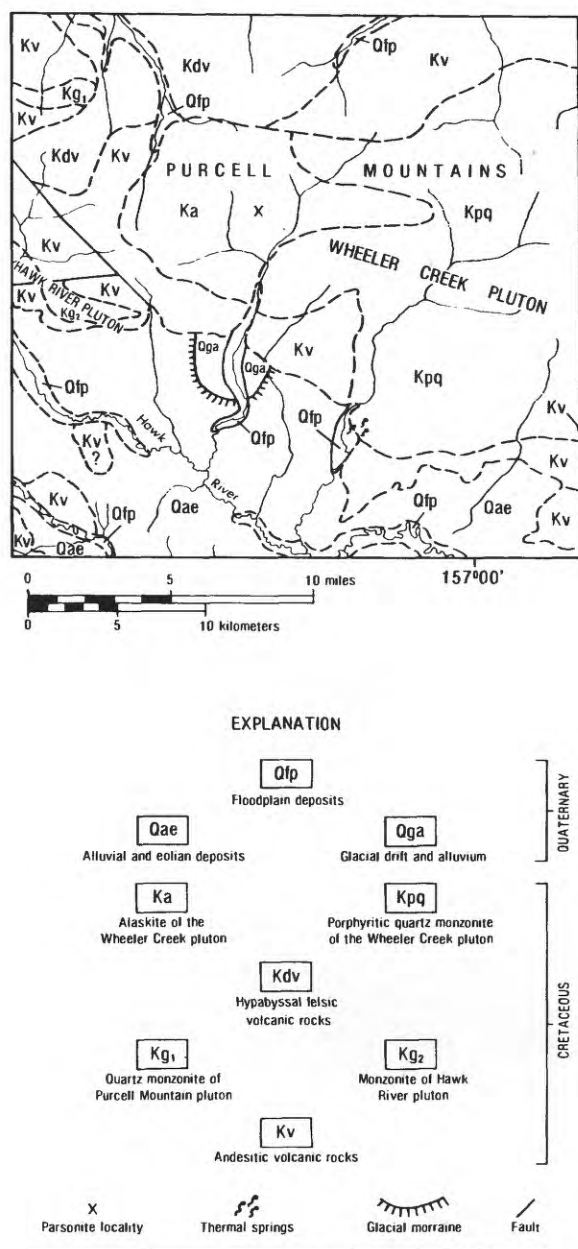 Kv
Kdv
Qfp
Kv
Kg1
Qfp
Kv
Kdv
Kv
PURCELL MOUNTAINS
Ka
x
Kpq
Kv
WHEELER CREEK PLUTON
HAWK RIVER PLUTON
Kv
Kv
Kg2
Qga
Qga
Kv
Kpq
Qfp
Hawk
Qfp
Qfp
Kv
Kv
?
River
Kv
Qfp
Qae
Qfp
Kv
Kv
Qae
0 5 10 miles
157°00'
0 5 10 kilometers
EXPLANATION
Qfp
Floodplain deposits
Qae
Qga
Alluvial and eolian deposits
Glacial drift and alluvium
QUATERNARY
Ka
Kpq
Alaskite of the
Wheeler Creek pluton
Porphyritic quartz monzonite
of the Wheeler Creek pluton
Kdv
Hypabyssal felsic
volcanic rocks
Kg1
Kg2
Quartz monzonite of
Purcell Mountain pluton
Monzonite of Hawk
River pluton
Kv
Andesitic volcanic rocks
CRETACEOUS
x
Parsonite locality
Thermal springs
Glacial morraine
Fault